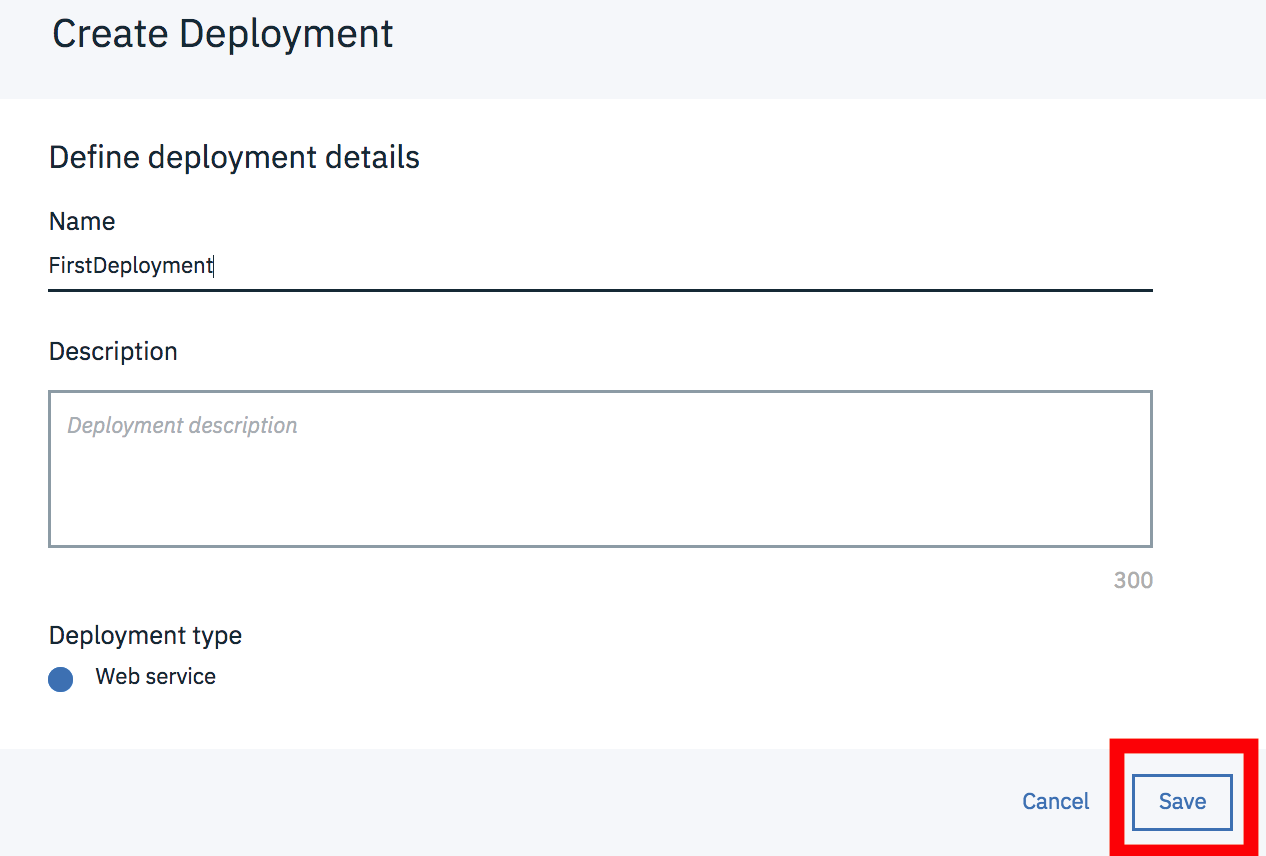 Create Deployment
Define deployment details
Name
FirstDeployment
Description
Deployment description
300
Deployment type
Web service
Cancel
Save